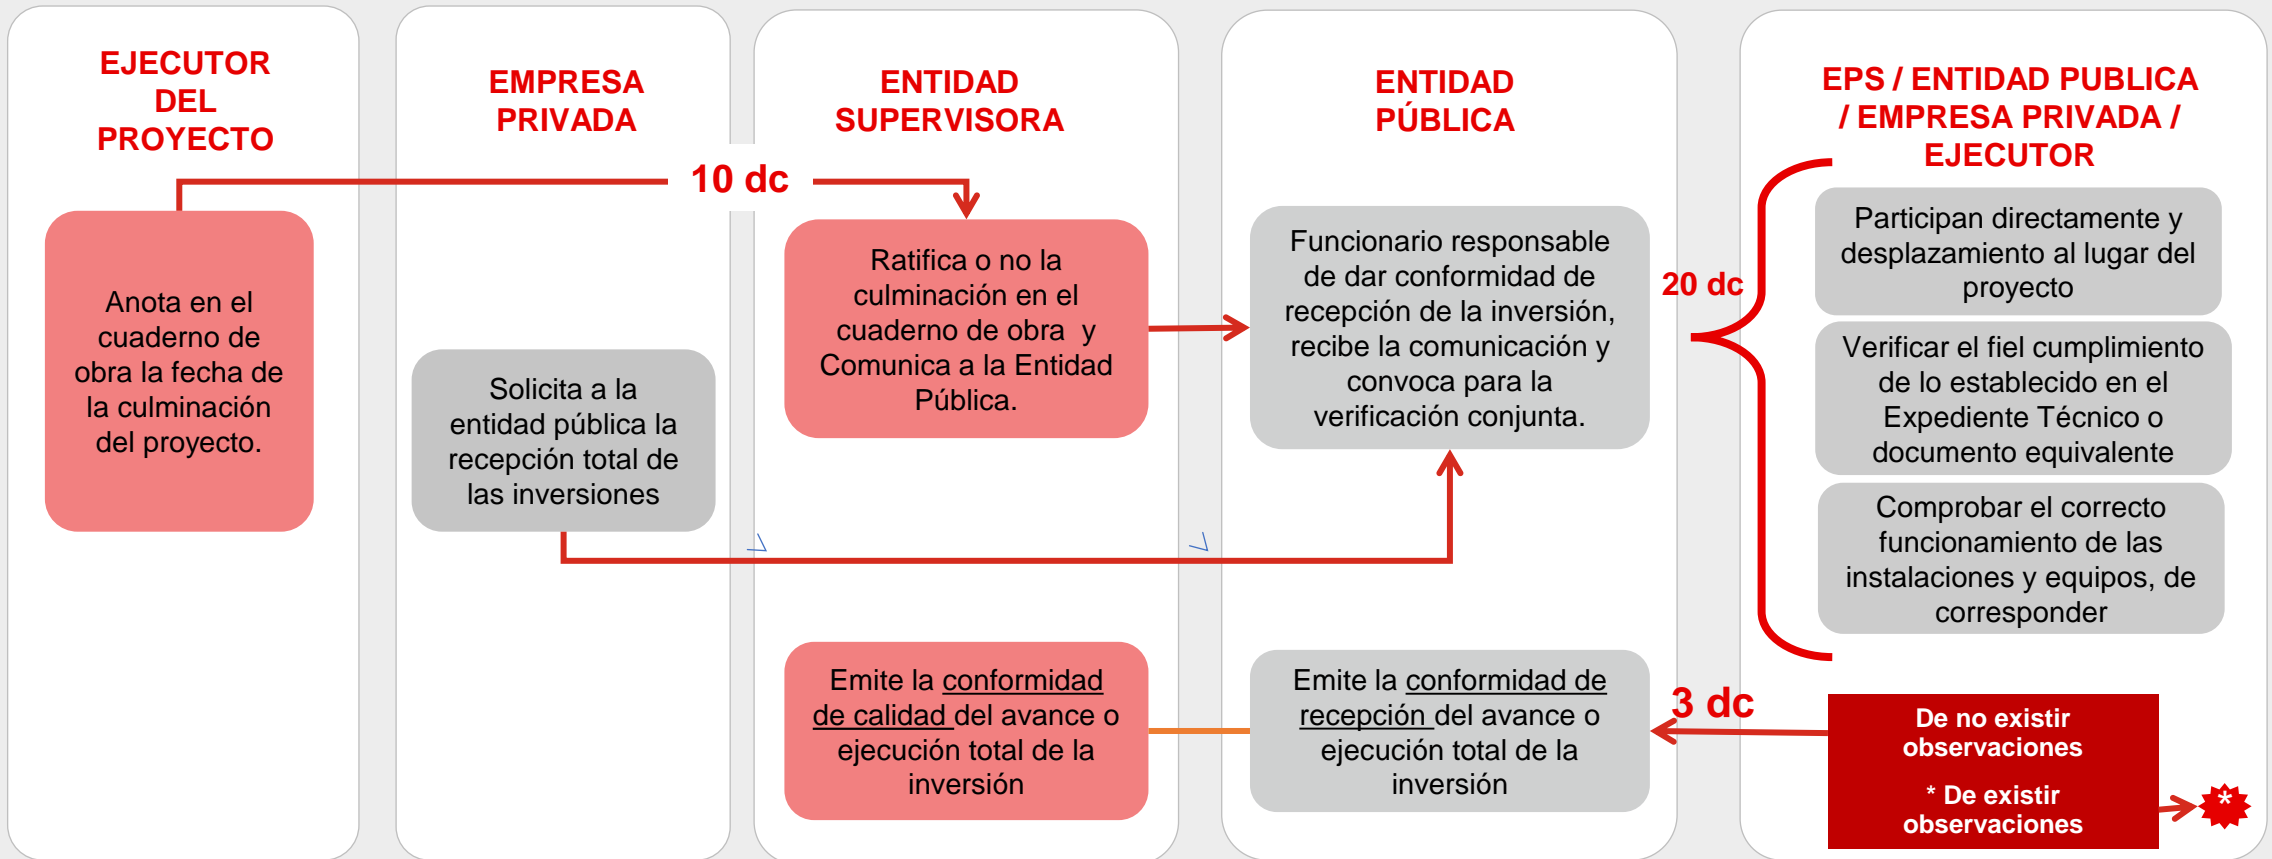 EJECUTOR
DEL
PROYECTO
Anota en el
cuaderno de
obra la fecha de
la culminación
del proyecto.
EMPRESA
PRIVADA
Solicita a la
entidad pública la
recepción total de
las inversiones
10 dc
ENTIDAD
SUPERVISORA
Ratifica o no la
culminación en el
cuaderno de obra y
Comunica a la Entidad
Pública.
Emite la conformidad
de calidad del avance o
ejecución total de la
inversión
ENTIDAD
PÚBLICA
Funcionario responsable
de dar conformidad de
recepción de la inversión,
recibe la comunicación y
convoca para la
verificación conjunta.
Emite la conformidad de
recepción del avance o
ejecución total de la
inversión
20 dc
3 dc
EPS / ENTIDAD PUBLICA
/ EMPRESA PRIVADA /
EJECUTOR
Participan directamente y
desplazamiento al lugar del
proyecto
Verificar el fiel cumplimiento
de lo establecido en el
Expediente Técnico o
documento equivalente
Comprobar el correcto
funcionamiento de las
instalaciones y equipos, de
corresponder
De no existir
observaciones
* De existir
observaciones
*